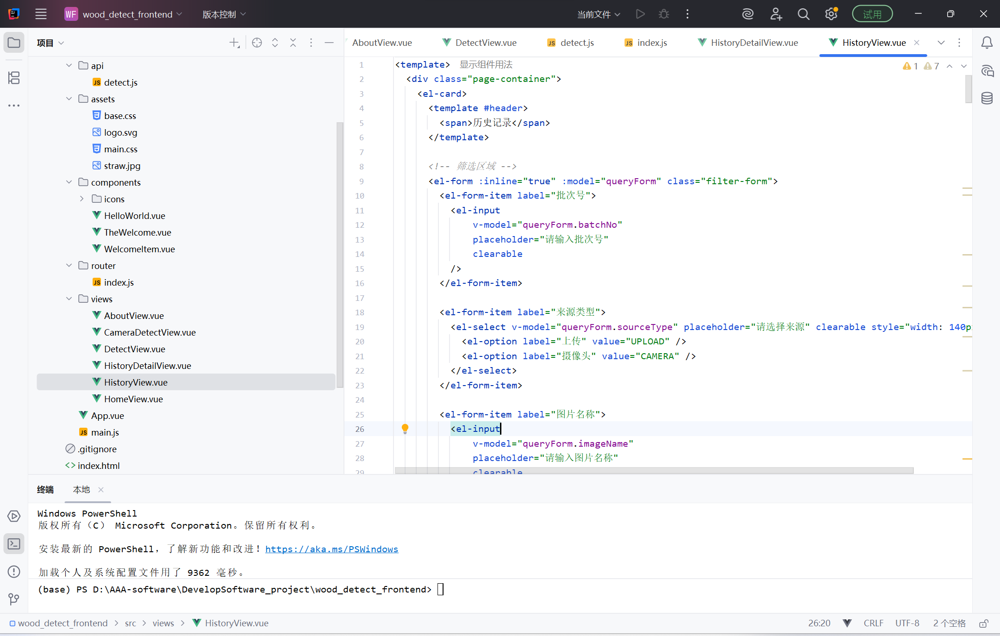 WF wood_detect_frontend 版本控制 当前文件 试用
项目
api
JS detect.js
assets
base.css
logo.svg
main.css
straw.jpg
components
icons
HelloWorld.vue
TheWelcome.vue
WelcomeItem.vue
router
JS index.js
views
AboutView.vue
CameraDetectView.vue
DetectView.vue
HistoryDetailView.vue
HistoryView.vue
HomeView.vue
App.vue
JS main.js
.gitignore
<> index.html
AboutView.vue DetectView.vue JS detect.js JS index.js HistoryDetailView.vue HistoryView.vue
1 7
1 <template> 显示组件用法
2 <div class="page-container">
3 <el-card>
4 <template #header>
5 <span>历史记录</span>
6 </template>
7
8 <!-- 筛选区域 -->
9 <el-form :inline="true" :model="queryForm" class="filter-form">
10 <el-form-item label="批次号">
11 <el-input
12 v-model="queryForm.batchNo"
13 placeholder="请输入批次号"
14 clearable
15 />
16 </el-form-item>
17
18 <el-form-item label="来源类型">
19 <el-select v-model="queryForm.sourceType" placeholder="请选择来源" clearable style="width: 140p
20 <el-option label="上传" value="UPLOAD" />
21 <el-option label="摄像头" value="CAMERA" />
22 </el-select>
23 </el-form-item>
24
25 <el-form-item label="图片名称">
26 <el-input
27 v-model="queryForm.imageName"
28 placeholder="请输入图片名称"
29 clearable
终端 本地
Windows PowerShell
版权所有（C） Microsoft Corporation。保留所有权利。
安装最新的 PowerShell，了解新功能和改进！https://aka.ms/PSWindows
加载个人及系统配置文件用了 9362 毫秒。
(base) PS D:\AAA-software\DevelopSoftware_project\wood_detect_frontend>
wood_detect_frontend > src > views > HistoryView.vue 26:20 CRLF UTF-8 2 个空格